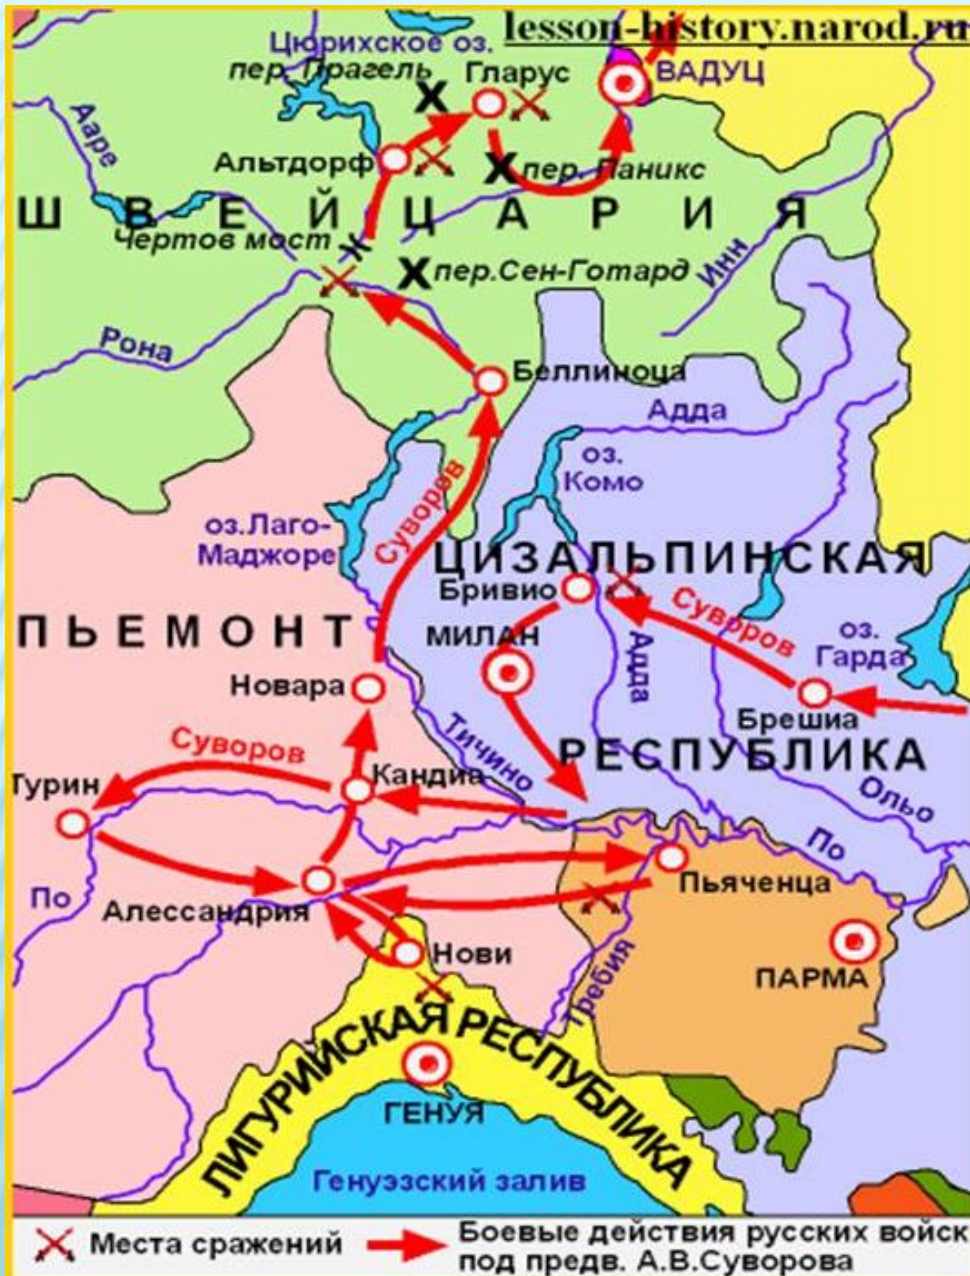 lesson-history.narod.ru
Цюрихское оз.
пер. Прагель
Гларус
ВАДУЦ
Ааре
Альтдорф
пер. Паникс
ШВЕЙЦАРИЯ
Чертов мост
пер.Сен-Готард
Инн
Рона
Беллиноца
Адда
оз.
Комо
Суворов
оз.Лаго-
Маджоре
ЦИЗАЛЬПИНСКАЯ
Бривио
Суворов
ПЬЕМОНТ
МИЛАН
Адда
оз.
Гарда
Новара
Брешиа
Тичино
РЕСПУБЛИКА
Суворов
Турин
Кандиа
Ольо
По
По
Алессандрия
Пьяченца
Нови
Требия
ПАРМА
ЛИГУРИЙСКАЯ РЕСПУБЛИКА
ГЕНУЯ
Генуэзский залив
Места сражений
Боевые действия русских войск
под предв. А.В.Суворова